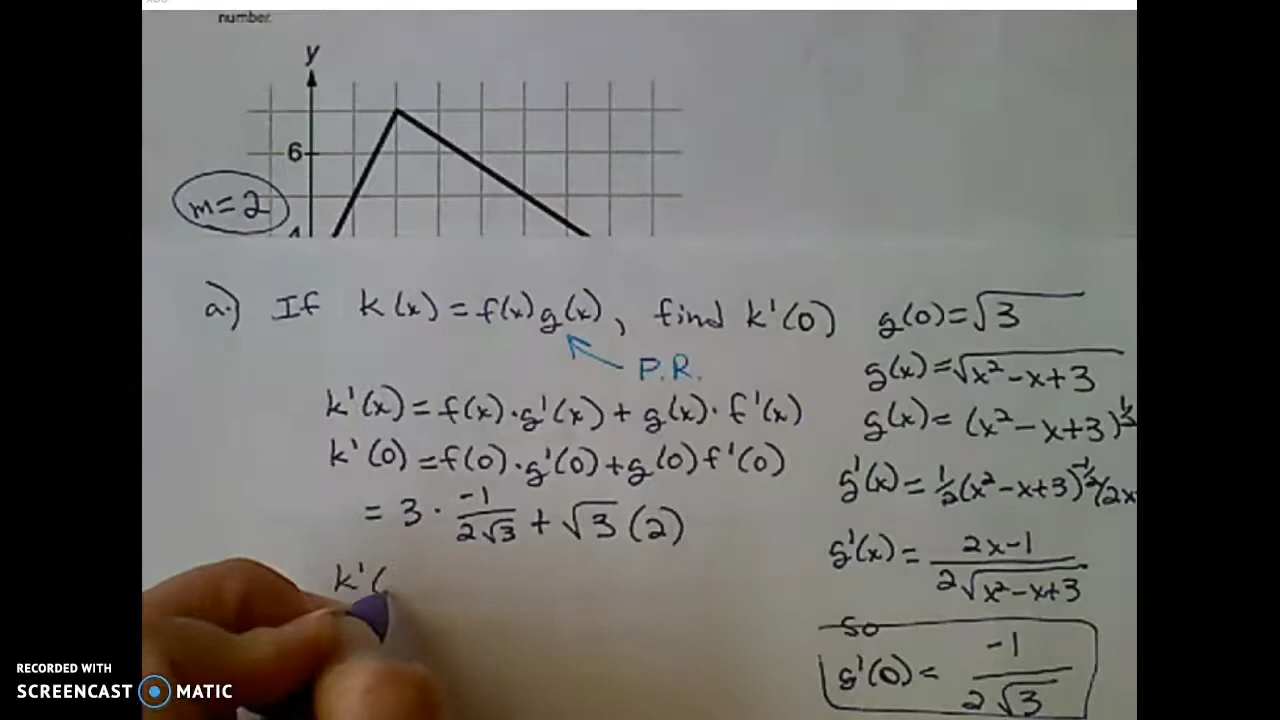 number.
y
6
m=2
4
a.) If k(x) = f(x)g(x), find k'(0)
P.R.
k'(x) = f(x)·g'(x) + g(x)·f'(x)
k'(0) = f(0)·g'(0) + g(0) f'(0)
= 3 · -1/2√3 + √3 (2)
k'(
g(0) = √3
g(x) = √x²-x+3
g(x) = (x²-x+3)^1/2
g'(x) = 1/2(x²-x+3)^-1/2(2x
g'(x) = 2x-1/2√x²-x+3
so
g'(0) = -1/2√3
RECORDED WITH
SCREENCAST MATIC